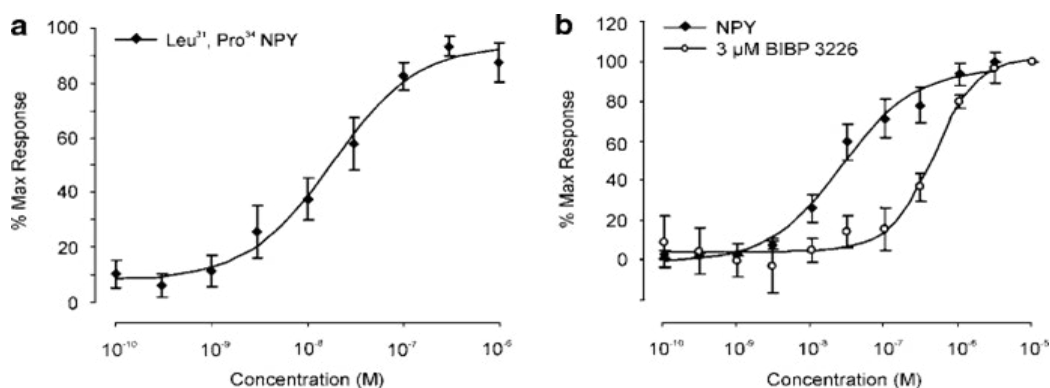 a
Leu³¹, Pro³⁴ NPY
% Max Response
100
80
60
40
20
0
10⁻¹⁰
10⁻⁹
10⁻⁸
10⁻⁷
10⁻⁶
Concentration (M)
b
NPY
3 µM BIBP 3226
% Max Response
120
100
80
60
40
20
0
10⁻¹⁰
10⁻⁹
10⁻⁸
10⁻⁷
10⁻⁶
10⁻⁵
Concentration (M)